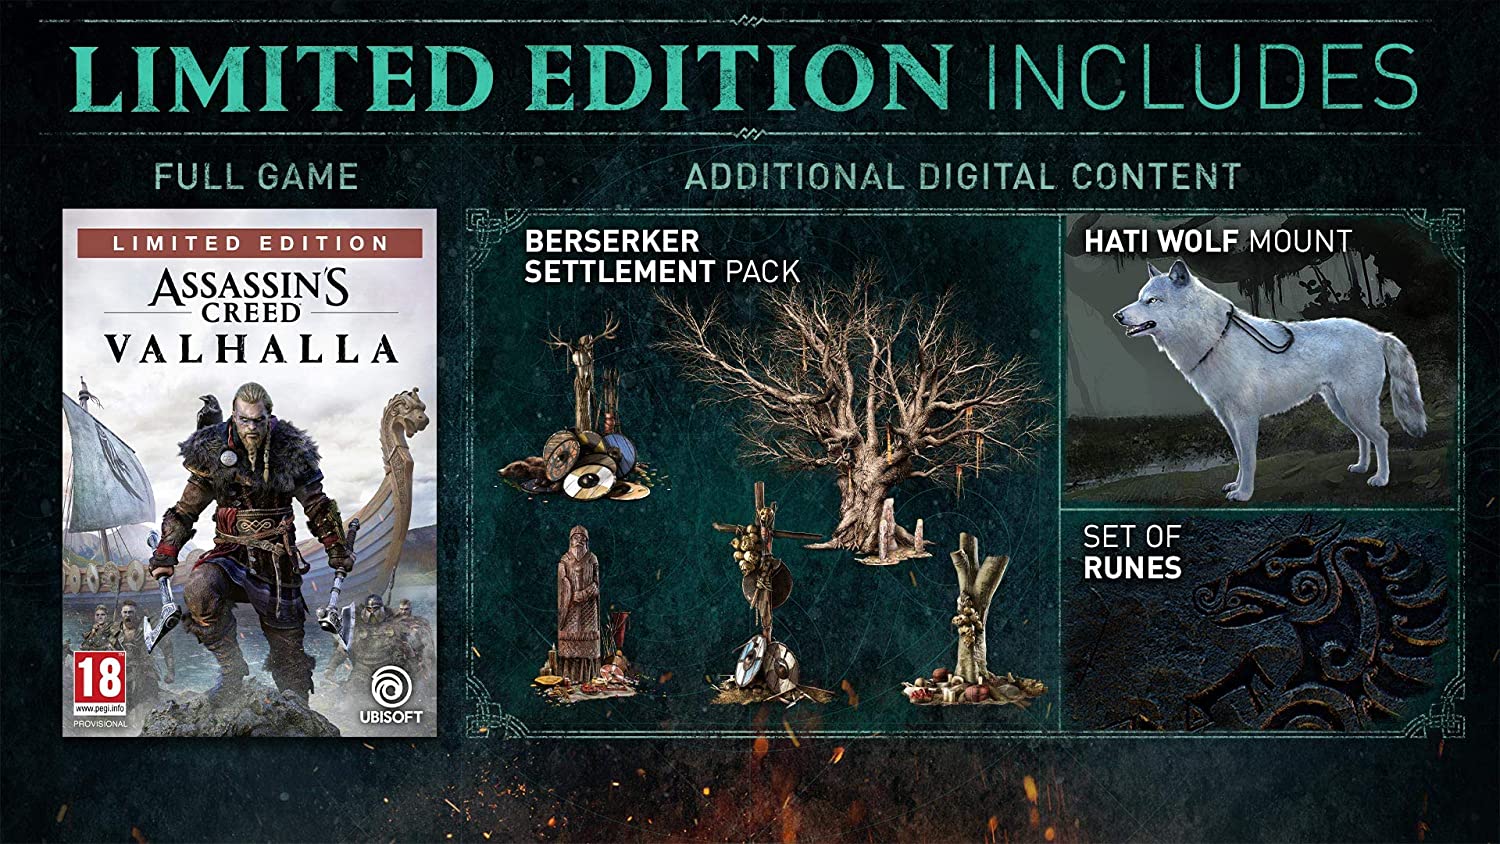 LIMITED EDITION INCLUDES
FULL GAME
ADDITIONAL DIGITAL CONTENT
LIMITED EDITION
ASSASSIN'S
CREED
VALHALLA
18
www.pegi.info
PROVISIONAL
UBISOFT
BERSERKER
SETTLEMENT PACK
HATI WOLF MOUNT
SET OF
RUNES